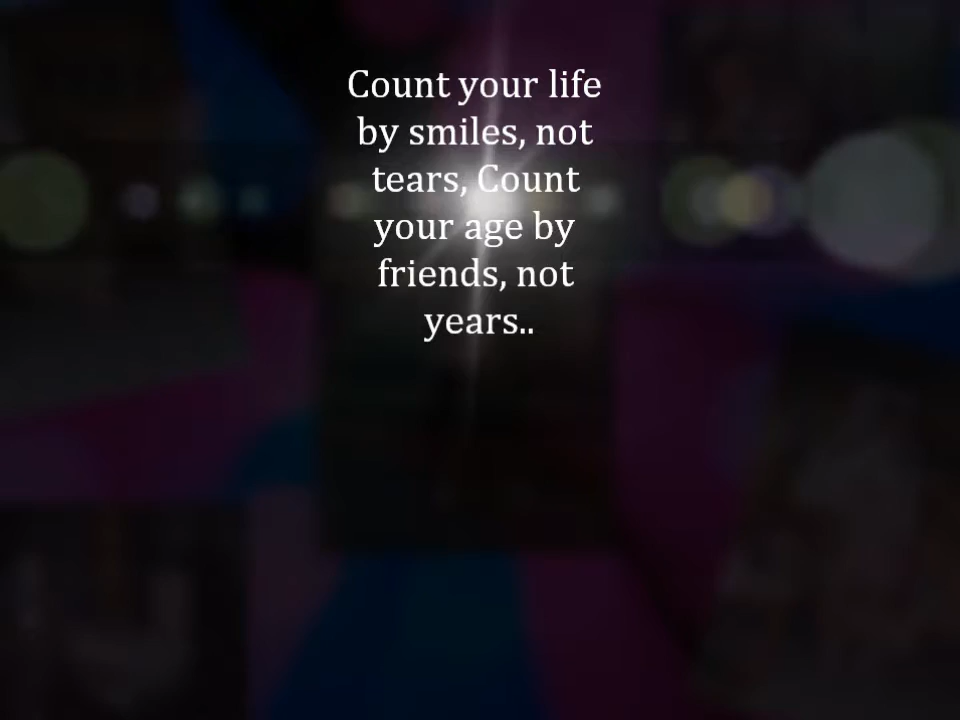 Count your life
by smiles, not
tears, Count
your age by
friends, not
years..